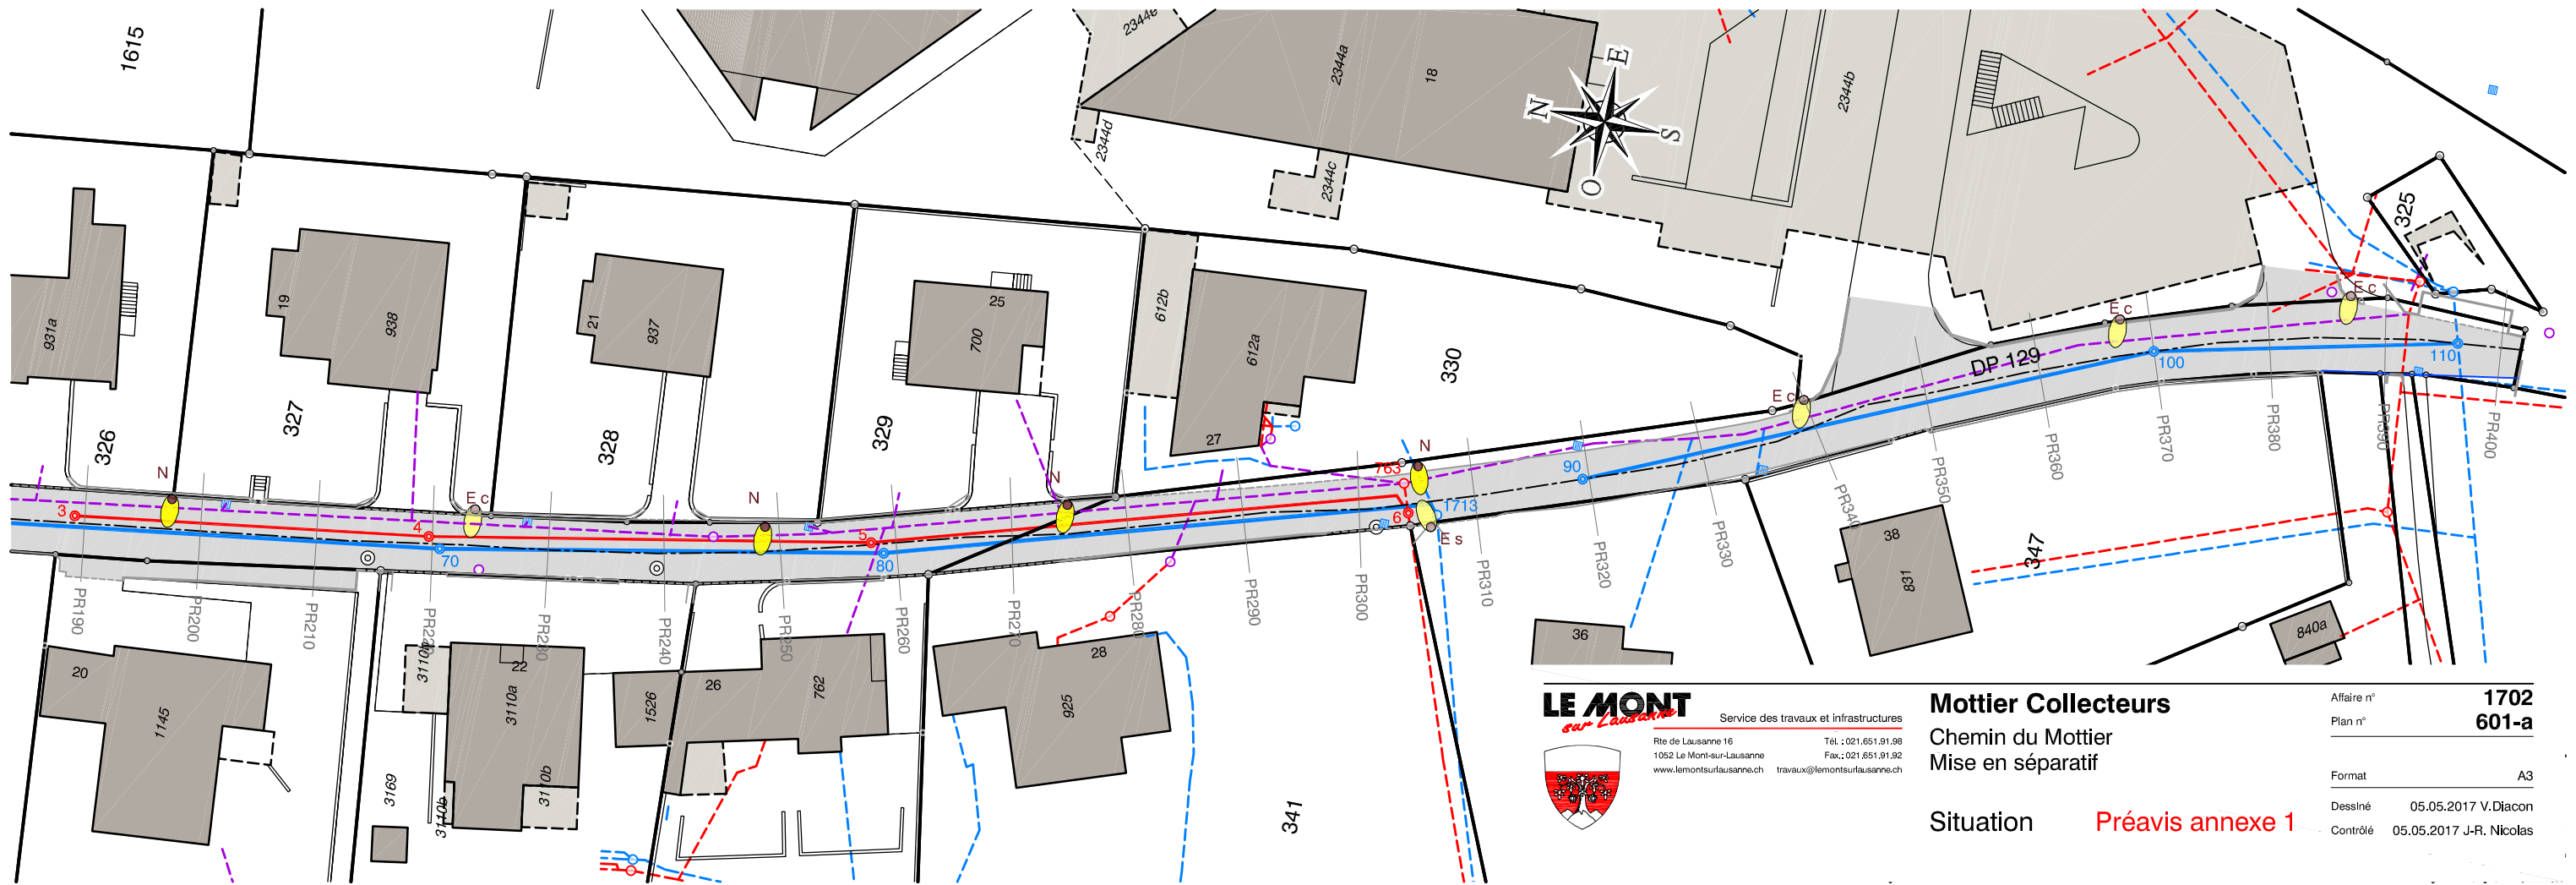 1615
2344e
2344a
18
2344d
2344c
2344b
N
E
S
O
325
931a
19
938
21
937
25
700
612b
612a
27
330
DP 129
326
327
328
329
N
E c
N
N
N
E c
E c
E c
E s
3
4
5
6
763
1713
70
80
90
100
110
PR190
PR200
PR210
PR220
PR230
PR240
PR250
PR260
PR270
PR280
PR290
PR300
PR310
PR320
PR330
PR340
PR350
PR360
PR370
PR380
PR390
PR400
20
1145
3110b
22
3110a
3110b
3110b
3169
1526
26
762
28
925
341
36
38
831
347
840a
LE MONT
sur Lausanne
Service des travaux et infrastructures
Rte de Lausanne 16
Tél. : 021.651.91.98
1052 Le Mont-sur-Lausanne
Fax.: 021.651.91.92
www.lemontsurlausanne.ch
travaux@lemontsurlausanne.ch
Mottier Collecteurs
Chemin du Mottier
Mise en séparatif
Situation
Préavis annexe 1
Affaire n°
1702
Plan n°
601-a
Format
A3
Dessiné
05.05.2017 V.Diacon
Contrôlé
05.05.2017 J-R. Nicolas